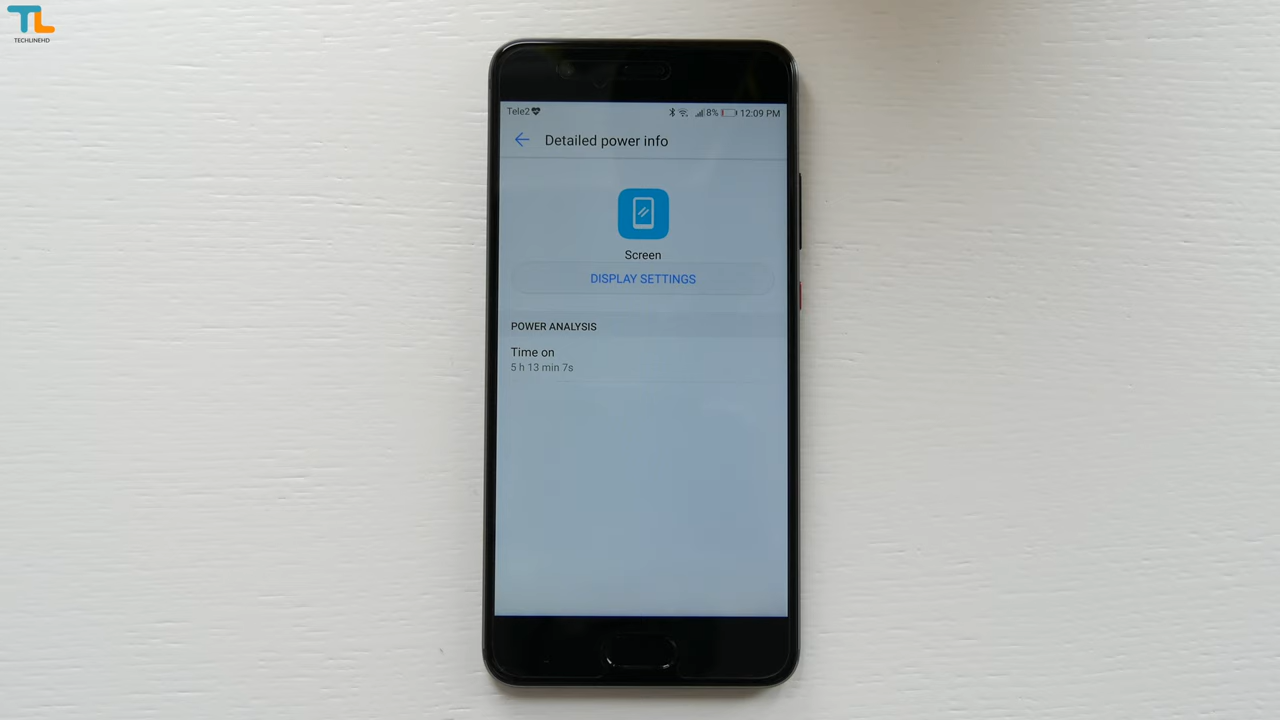 TL
TECHLINEHD
Tele2 8% 12:09 PM
Detailed power info
Screen
DISPLAY SETTINGS
POWER ANALYSIS
Time on
5 h 13 min 7s